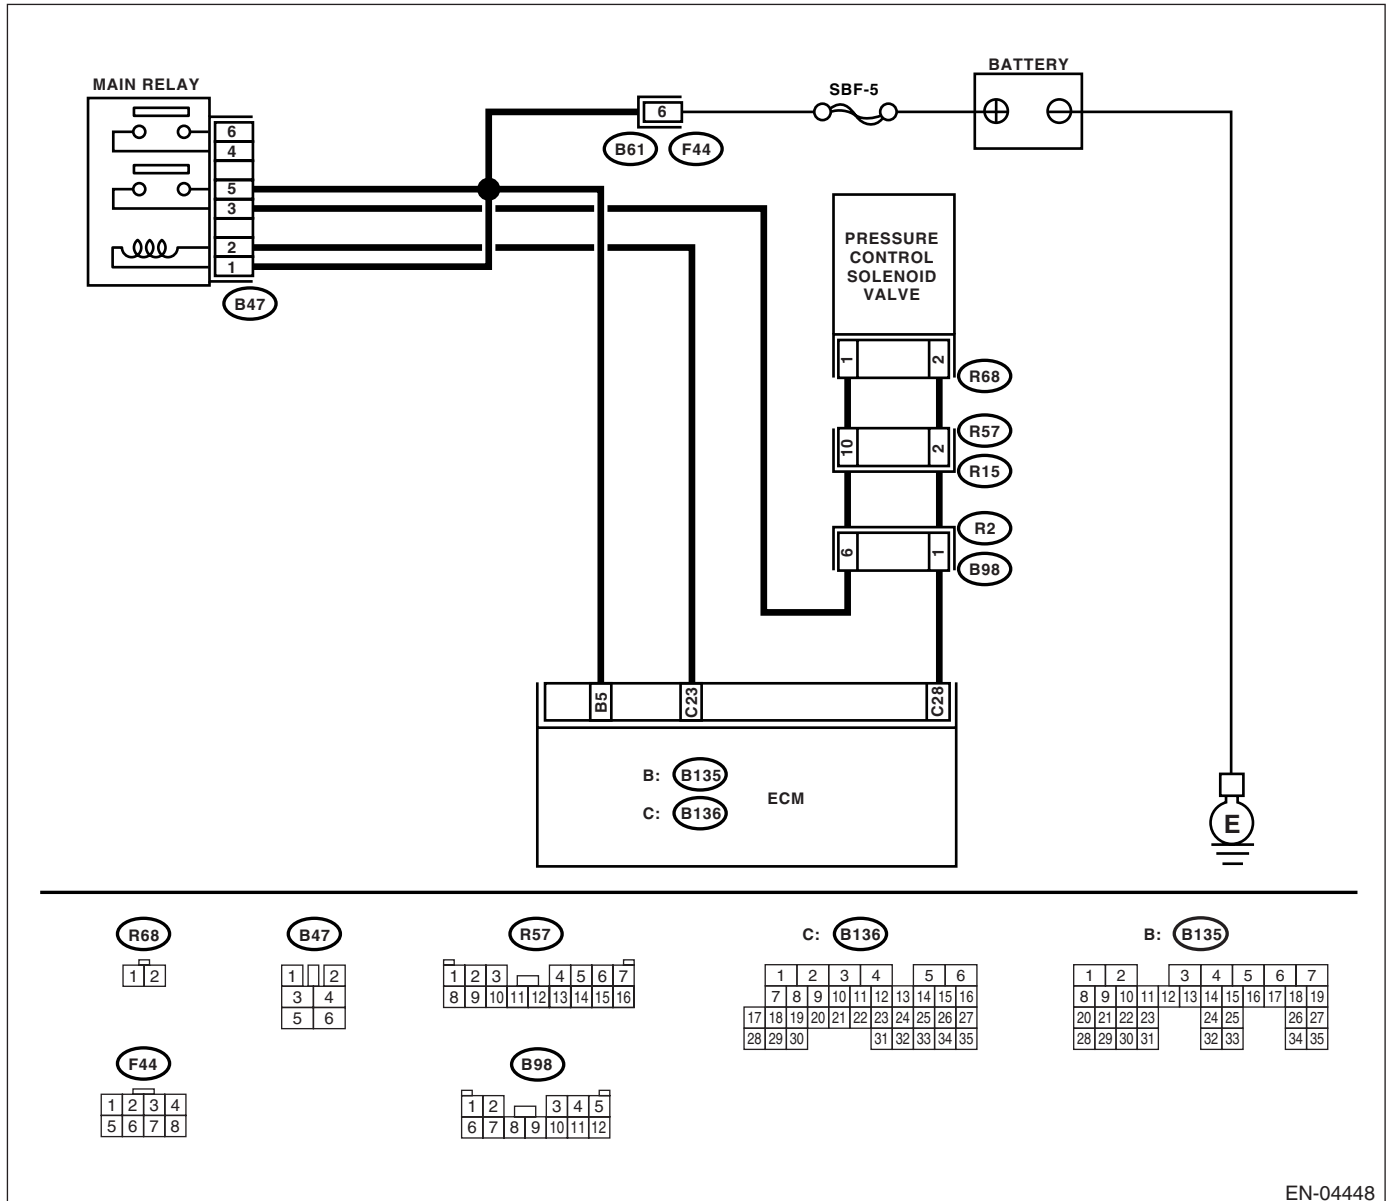 BATTERY
MAIN RELAY
SBF-5
6
B61
F44
6
4
5
3
2
1
B47
PRESSURE
CONTROL
SOLENOID
VALVE
1
2
R68
10
2
R57
R15
6
1
R2
B98
B5
C23
C28
B: B135
C: B136
ECM
E
R68
1 2
B47
1 2
3 4
5 6
R57
1 2 3 4 5 6 7
8 9 10 11 12 13 14 15 16
C: B136
1 2 3 4 5 6
7 8 9 10 11 12 13 14 15 16
17 18 19 20 21 22 23 24 25 26 27
28 29 30 31 32 33 34 35
B: B135
1 2 3 4 5 6 7
8 9 10 11 12 13 14 15 16 17 18 19
20 21 22 23 24 25 26 27
28 29 30 31 32 33 34 35
F44
1 2 3 4
5 6 7 8
B98
1 2 3 4 5
6 7 8 9 10 11 12
EN-04448